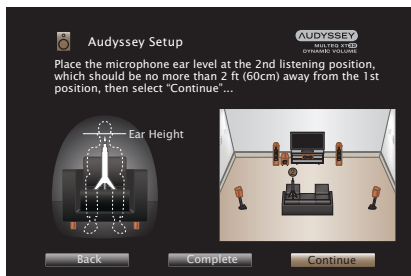 Audyssey Setup
AUDYSSEY
MULTEQ XT32
DYNAMIC VOLUME
Place the microphone ear level at the 2nd listening position,
which should be no more than 2 ft (60cm) away from the 1st
position, then select “Continue”...
Ear Height
2
Back
Complete
Continue